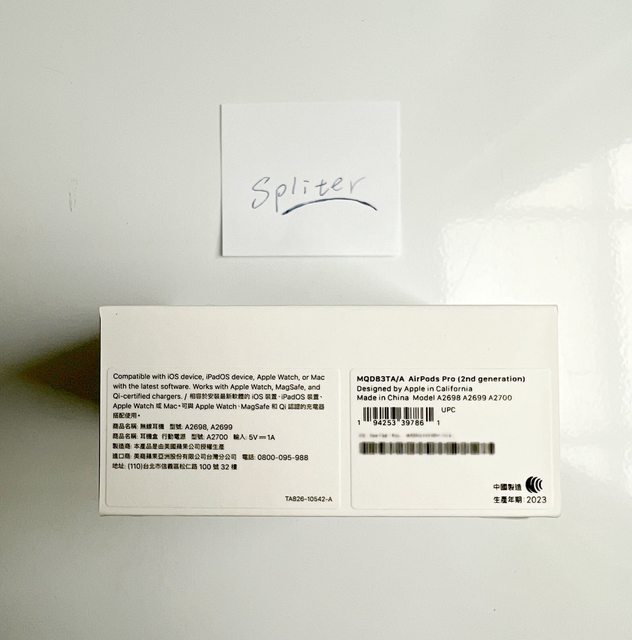 Spliter
Compatible with iOS device, iPadOS device, Apple Watch, or Mac
with the latest software. Works with Apple Watch, MagSafe, and
Qi-certified chargers. / 相容於安裝最新軟體的 iOS 裝置、iPadOS 裝置、
Apple Watch 或 Mac。可與 Apple Watch、MagSafe 和 Qi 認證的充電器
搭配使用。
商品名稱: 無線耳機 型號: A2698, A2699
商品名稱: 耳機盒 行動電源 型號: A2700 輸入: 5V⎓1A
製造商: 本產品是由美國蘋果公司授權生產
進口商: 美商蘋果亞洲股份有限公司台灣分公司 電話: 0800-095-988
地址: (110)台北市信義區松仁路 100 號 32 樓
TA826-10542-A
MQD83TA/A AirPods Pro (2nd generation)
Designed by Apple in California
Made in China Model A2698 A2699 A2700
UPC
1 94253 39786 1
中國製造
生產年期 2023